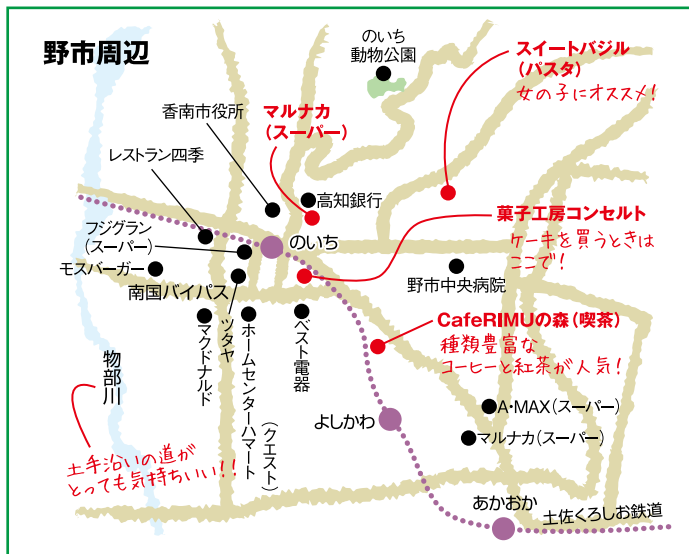 野市周辺
のいち
動物公園
スイートバジル
(パスタ)
女の子にオススメ!
香南市役所
マルナカ
(スーパー)
レストラン四季
高知銀行
フジグラン
(スーパー)
のいち
菓子工房コンセルト
ケーキを買うときは
ここで!
モスバーガー
南国バイパス
野市中央病院
ツタヤ
マクドナルド
ホームセンターハマート
(クエスト)
ベスト電器
CafeRIMUの森(喫茶)
種類豊富な
コーヒーと紅茶が人気!
物部川
土手沿いの道が
とっても気持ちいい!!
よしかわ
A・MAX(スーパー)
マルナカ(スーパー)
あかおか
土佐くろしお鉄道